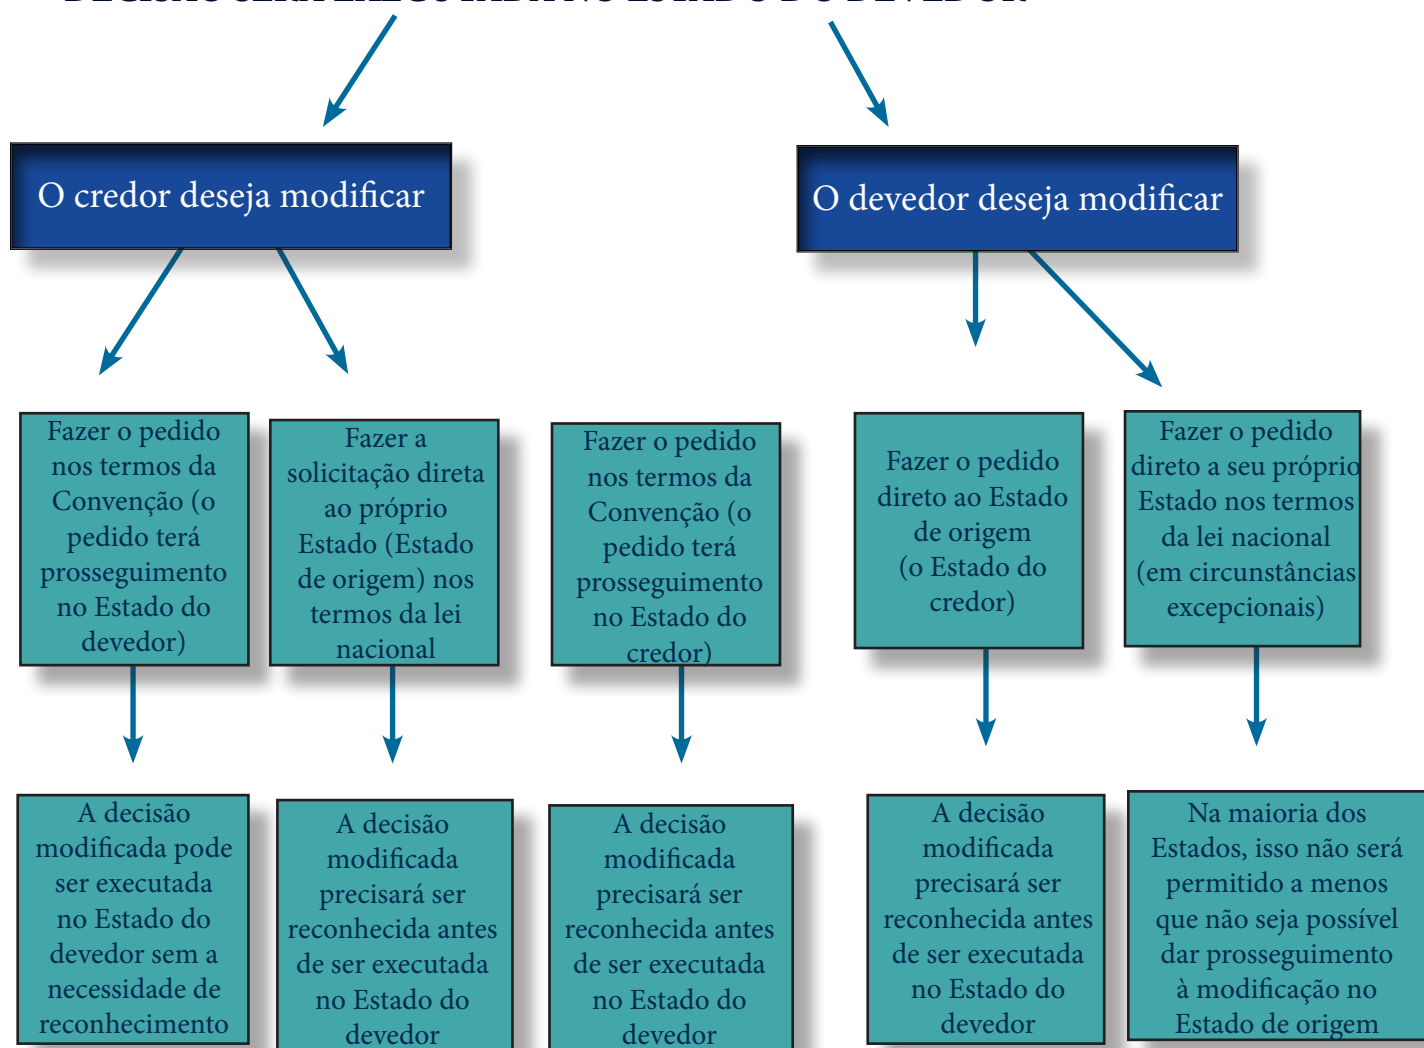 DECISÃO SERÁ EXECUTADA NO ESTADO DO DEVEDOR
O credor deseja modificar
O devedor deseja modificar
Fazer o pedido
nos termos da
Convenção (o
pedido terá
prosseguimento
no Estado do
devedor)
Fazer a
solicitação direta
ao próprio
Estado (Estado
de origem) nos
termos da lei
nacional
Fazer o pedido
nos termos da
Convenção (o
pedido terá
prosseguimento
no Estado do
credor)
Fazer o pedido
direto ao Estado
de origem
(o Estado do
credor)
Fazer o pedido
direto a seu próprio
Estado nos termos
da lei nacional
(em circunstâncias
excepcionais)
A decisão
modificada pode
ser executada
no Estado do
devedor sem a
necessidade de
reconhecimento
A decisão
modificada
precisará ser
reconhecida antes
de ser executada
no Estado do
devedor
A decisão
modificada
precisará ser
reconhecida antes
de ser executada
no Estado do
devedor
A decisão
modificada
precisará ser
reconhecida antes
de ser executada
no Estado do
devedor
Na maioria dos
Estados, isso não será
permitido a menos
que não seja possível
dar prosseguimento
à modificação no
Estado de origem